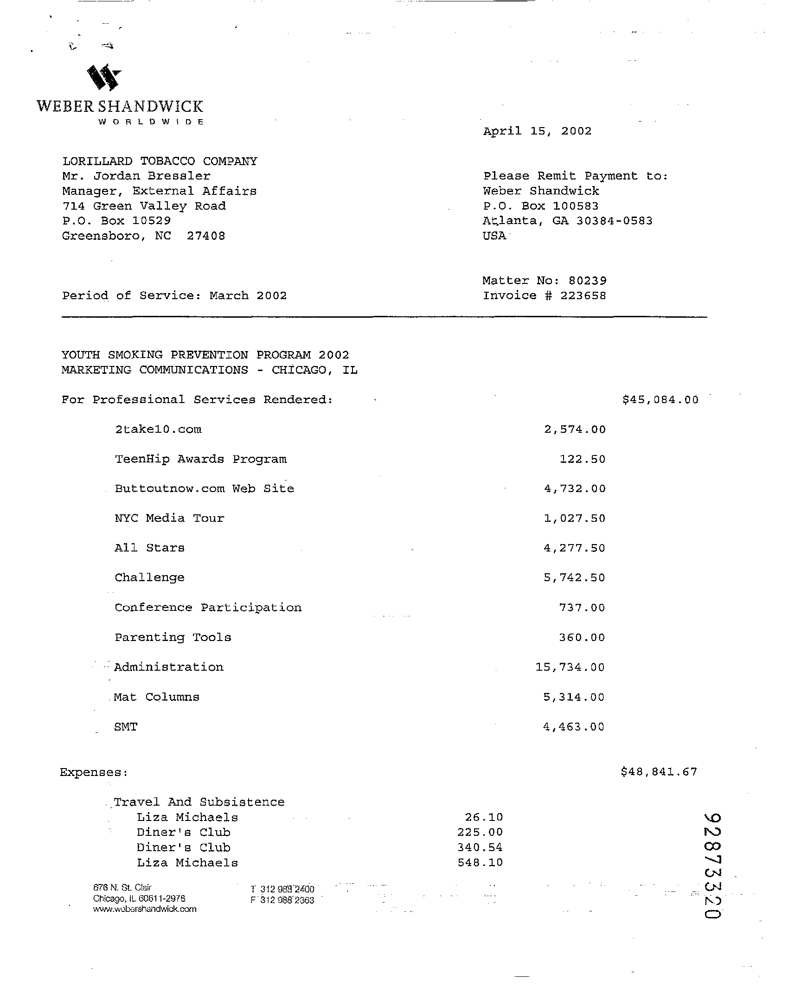 WEBER SHANDWICK
WORLDWIDE
April 15, 2002
LORILLARD TOBACCO COMPANY
Mr. Jordan Bressler
Manager, External Affairs
714 Green Valley Road
P.O. Box 10529
Greensboro, NC 27408
Please Remit Payment to:
Weber Shandwick
P.O. Box 100583
Atlanta, GA 30384-0583
USA
Matter No: 80239
Period of Service: March 2002 Invoice # 223658
YOUTH SMOKING PREVENTION PROGRAM 2002
MARKETING COMMUNICATIONS - CHICAGO, IL
For Professional Services Rendered: $45,084.00
2take10.com 2,574.00
TeenHip Awards Program 122.50
Buttoutnow.com Web Site 4,732.00
NYC Media Tour 1,027.50
All Stars 4,277.50
Challenge 5,742.50
Conference Participation 737.00
Parenting Tools 360.00
Administration 15,734.00
Mat Columns 5,314.00
SMT 4,463.00
Expenses: $48,841.67
Travel And Subsistence
Liza Michaels 26.10
Diner's Club 225.00
Diner's Club 340.54
Liza Michaels 548.10
676 N. St. Clair T 312 988 2400
Chicago, IL 60611-2976 F 312 988 2363
www.webershandwick.com
92873320